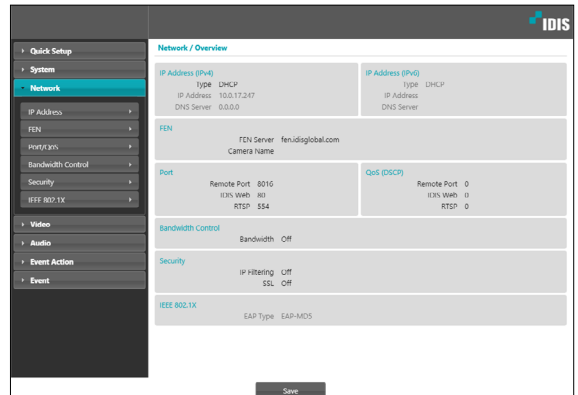 IDIS
Quick Setup
System
Network
IP Address
FEN
Port/QoS
Bandwidth Control
Security
IEEE 802.1X
Video
Audio
Event Action
Event
Network / Overview
IP Address (IPv4)
Type DHCP
IP Address 10.0.17.247
DNS Server 0.0.0.0
IP Address (IPv6)
Type DHCP
IP Address
DNS Server
FEN
FEN Server fen.idisglobal.com
Camera Name
Port
Remote Port 8016
IDIS Web 80
RTSP 554
QoS (DSCP)
Remote Port 0
IDIS Web 0
RTSP 0
Bandwidth Control
Bandwidth Off
Security
IP Filtering Off
SSL Off
IEEE 802.1X
EAP Type EAP-MD5
Save